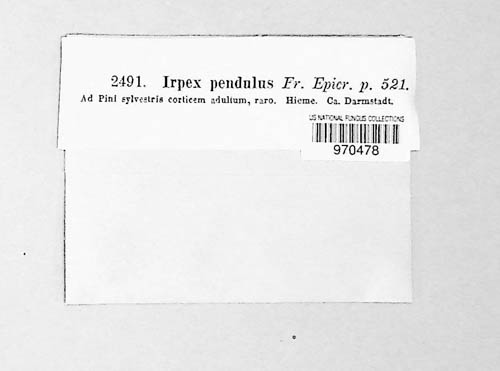 2491. Irpex pendulus Fr. Epicr. p. 521.
Ad Pini sylvestris corticem adultum, raro. Hieme. Ca. Darmstadt.
US NATIONAL FUNGUS COLLECTIONS
970478